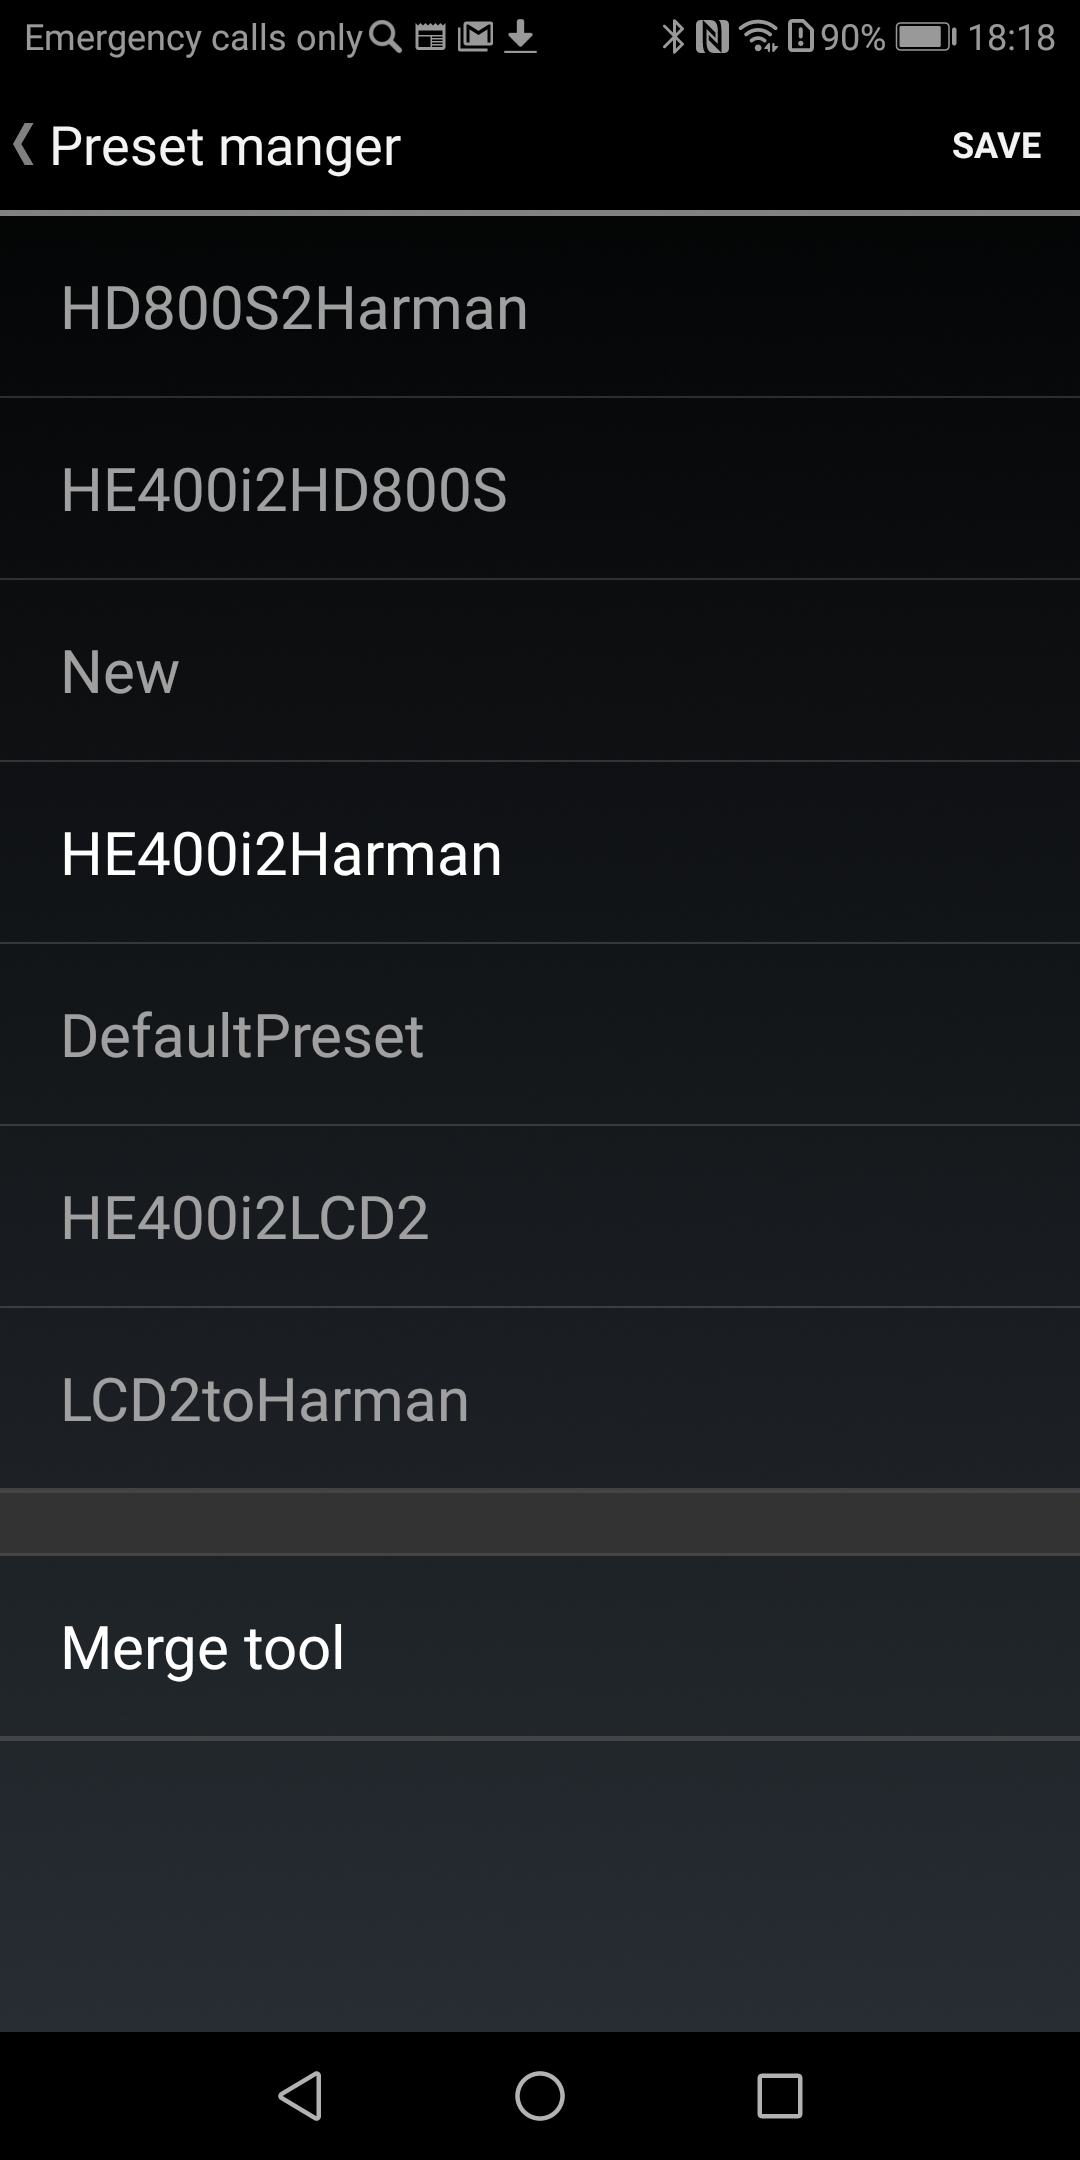 Emergency calls only 90% 18:18
Preset manger SAVE
HD800S2Harman
HE400i2HD800S
New
HE400i2Harman
DefaultPreset
HE400i2LCD2
LCD2toHarman
Merge tool